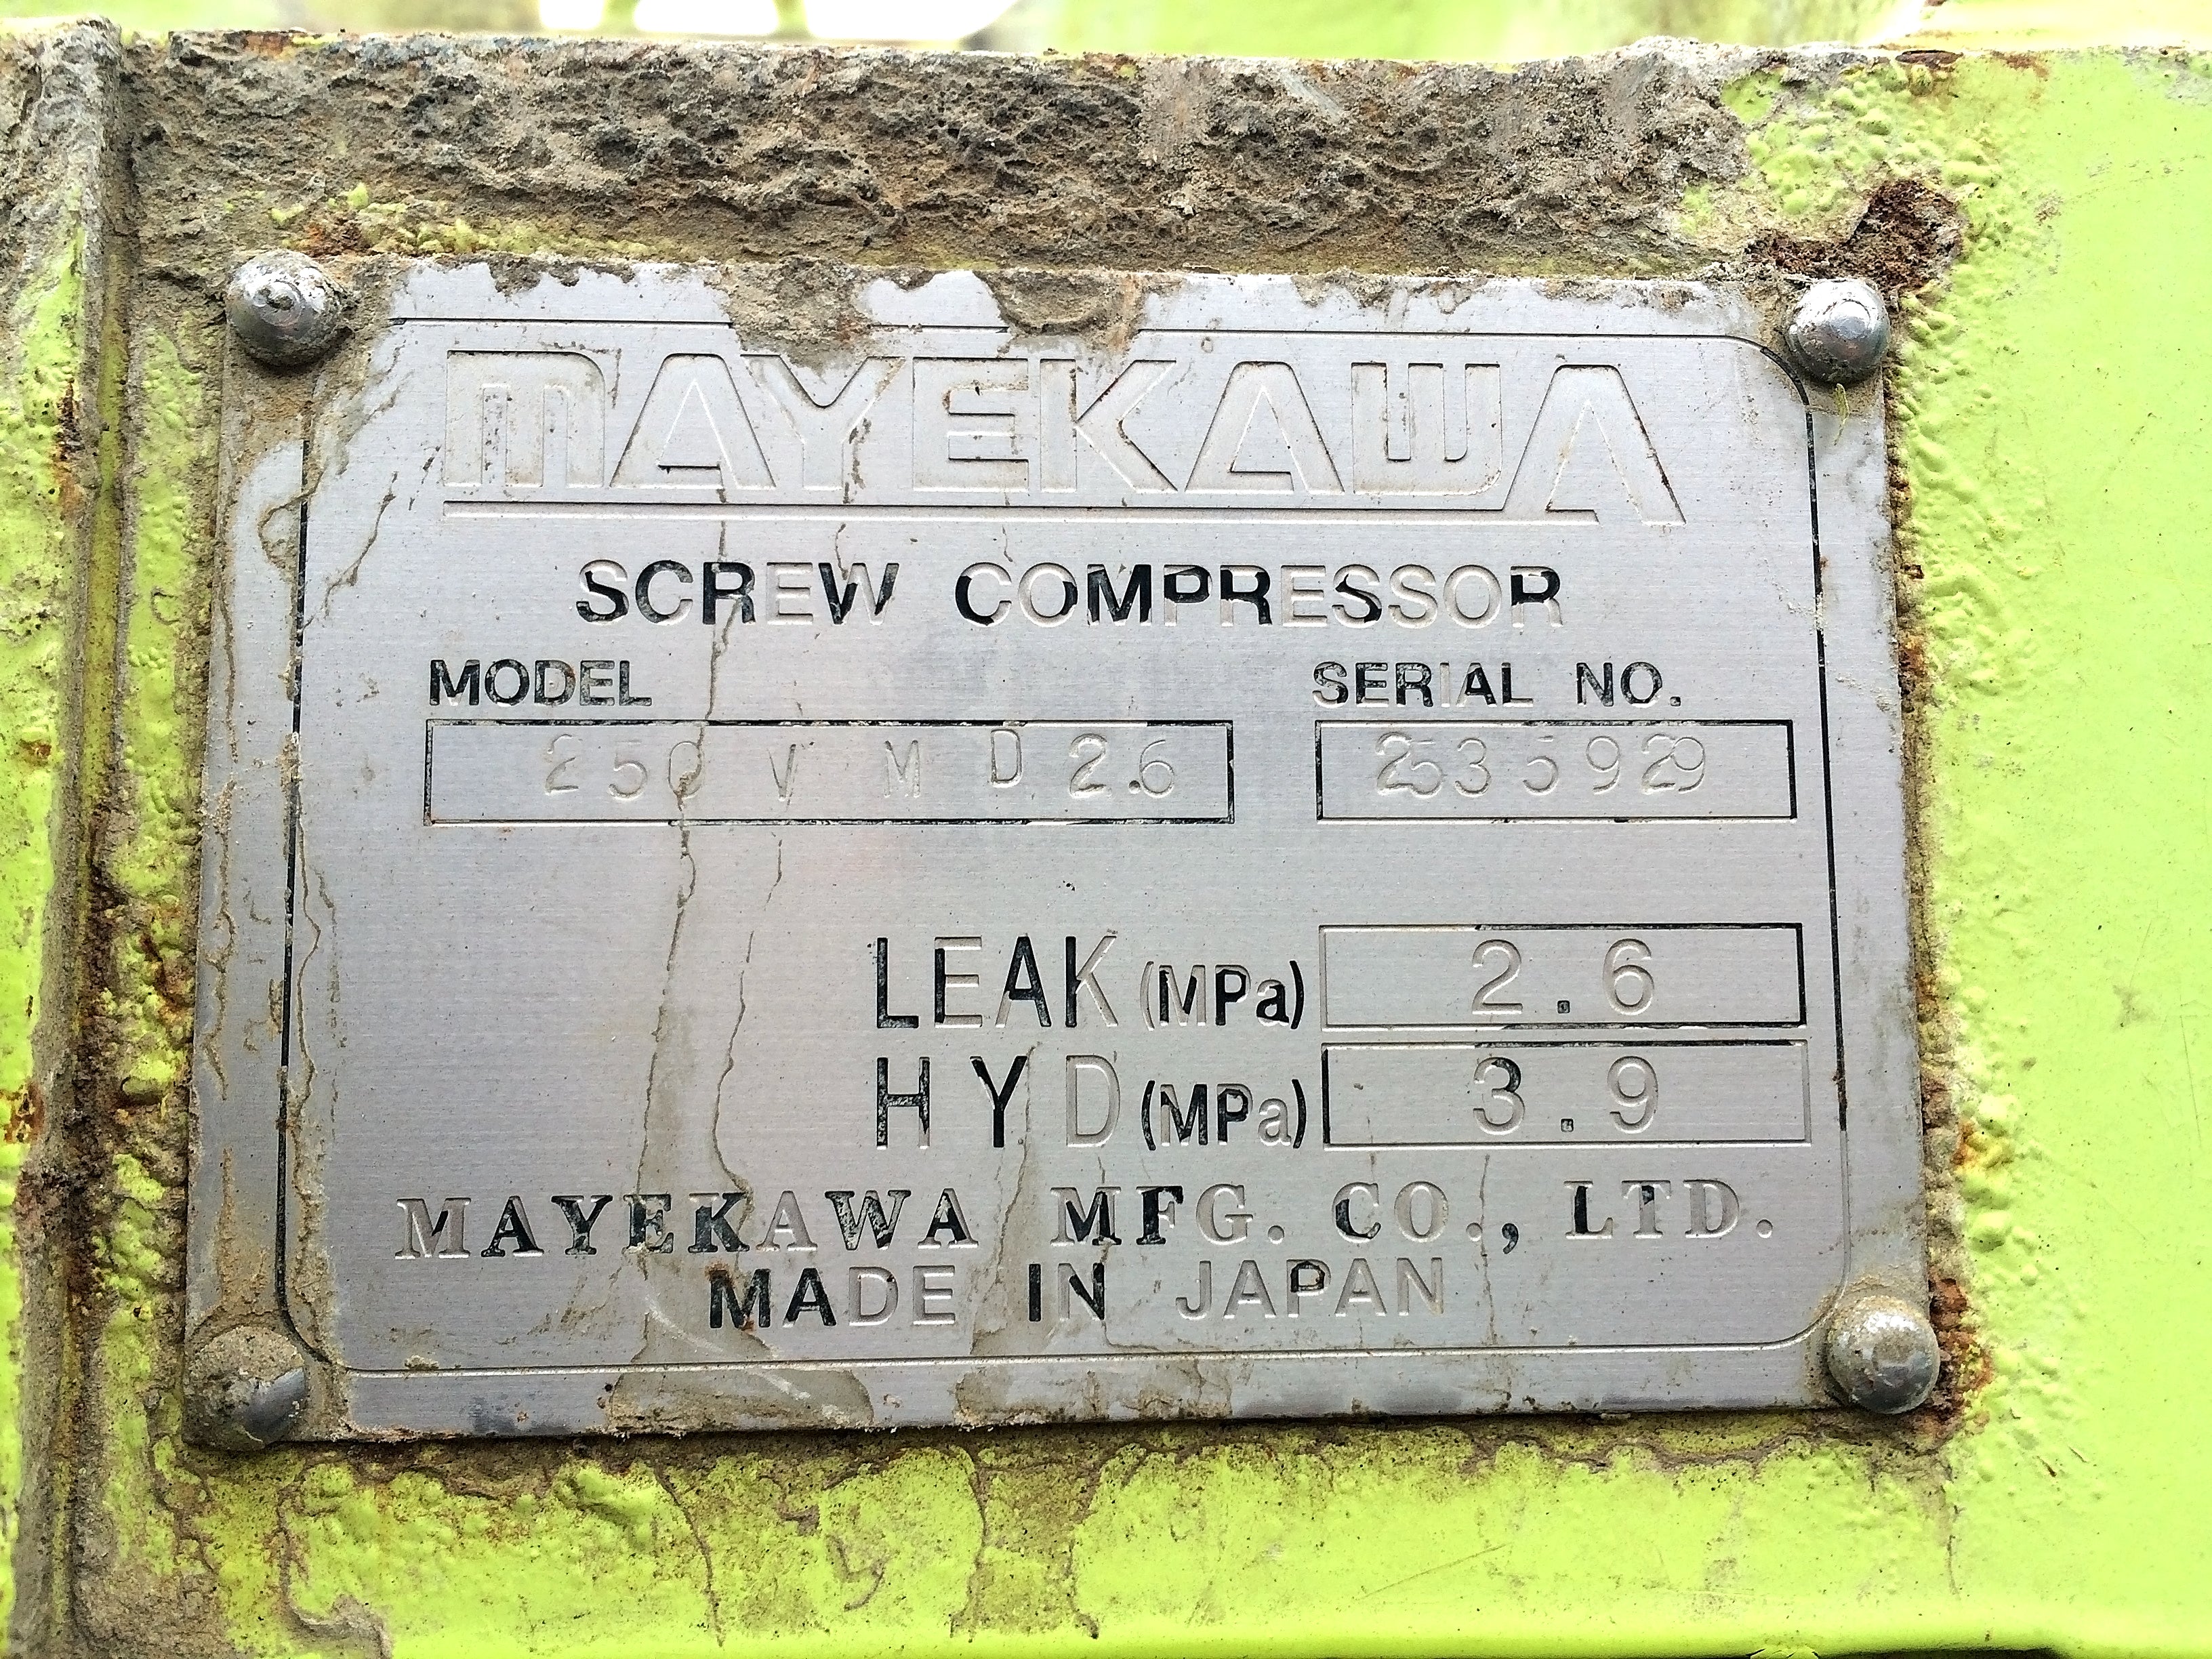 MAYEKAWA
SCREW COMPRESSOR
MODEL SERIAL NO.
250 V M D 2.6 2535929
LEAK (MPa) 2.6
HYD (MPa) 3.9
MAYEKAWA MFG. CO., LTD.
MADE IN JAPAN